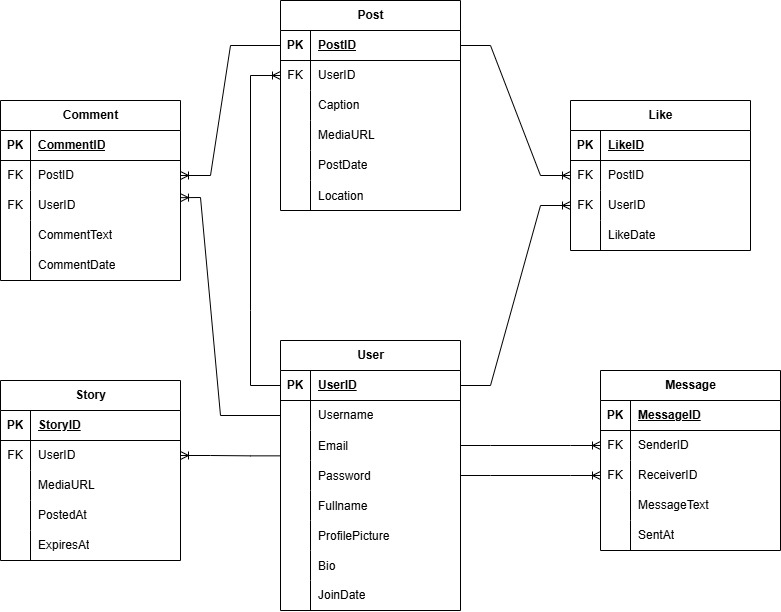 Post
PK PostID
FK UserID
Caption
MediaURL
PostDate
Location
Comment
PK CommentID
FK PostID
FK UserID
CommentText
CommentDate
Like
PK LikeID
FK PostID
FK UserID
LikeDate
User
PK UserID
Username
Email
Password
Fullname
ProfilePicture
Bio
JoinDate
Story
PK StoryID
FK UserID
MediaURL
PostedAt
ExpiresAt
Message
PK MessageID
FK SenderID
FK ReceiverID
MessageText
SentAt